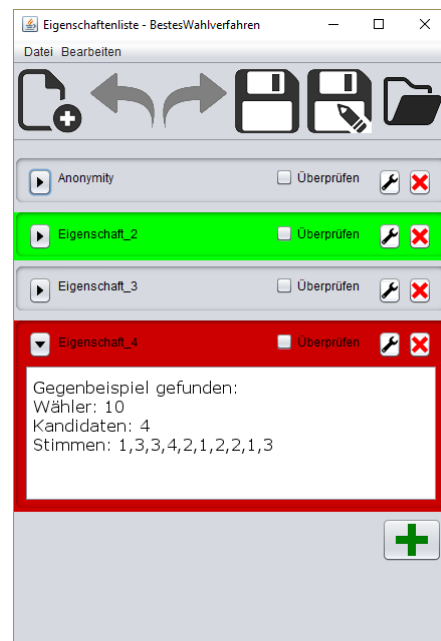 Eigenschaftenliste - BestesWahlverfahren
Datei Bearbeiten
Anonymity Überprüfen
Eigenschaft_2 Überprüfen
Eigenschaft_3 Überprüfen
Eigenschaft_4 Überprüfen
Gegenbeispiel gefunden:
Wähler: 10
Kandidaten: 4
Stimmen: 1,3,3,4,2,1,2,2,1,3